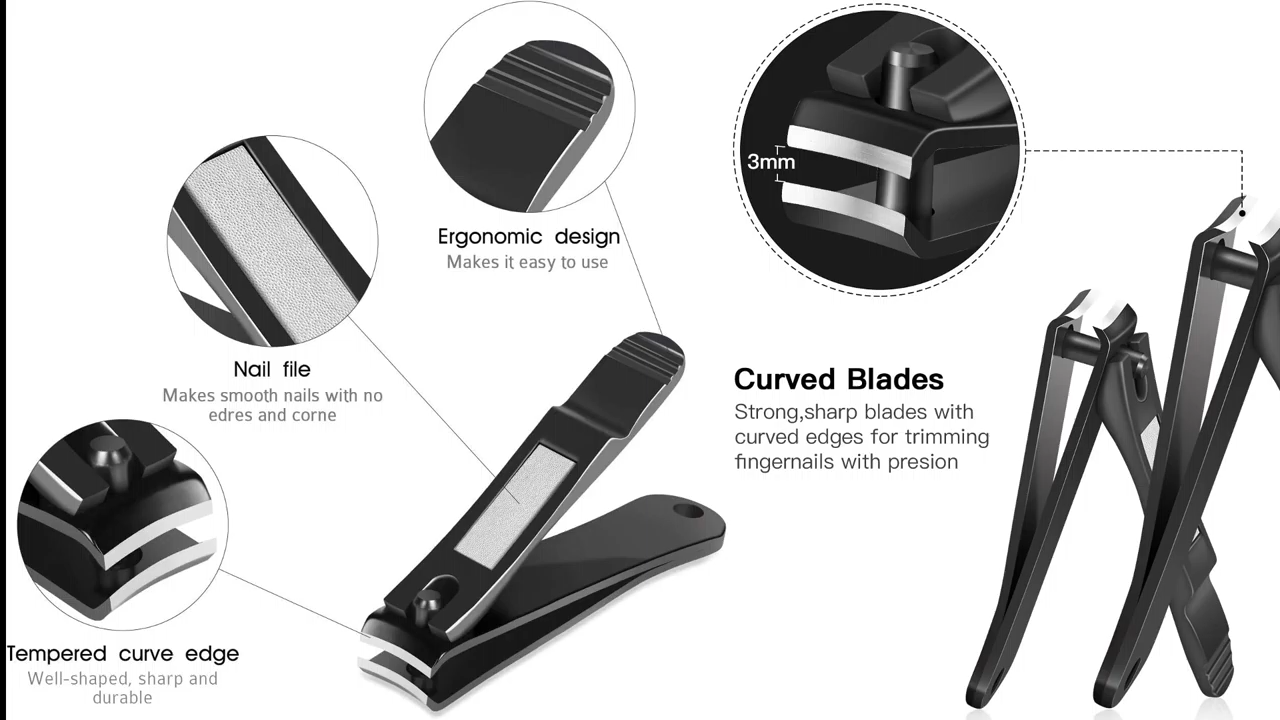 Ergonomic design
Makes it easy to use
Nail file
Makes smooth nails with no
edres and corne
Tempered curve edge
Well-shaped, sharp and
durable
3mm
Curved Blades
Strong,sharp blades with
curved edges for trimming
fingernails with presion